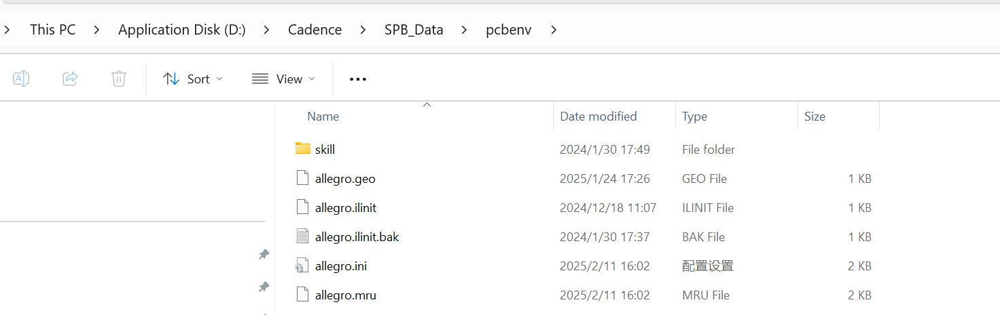 This PC > Application Disk (D:) > Cadence > SPB_Data > pcbenv >
Sort View
Name Date modified Type Size
skill 2024/1/30 17:49 File folder
allegro.geo 2025/1/24 17:26 GEO File 1 KB
allegro.ilinit 2024/12/18 11:07 ILINIT File 1 KB
allegro.ilinit.bak 2024/1/30 17:37 BAK File 1 KB
allegro.ini 2025/2/11 16:02 配置设置 2 KB
allegro.mru 2025/2/11 16:02 MRU File 2 KB